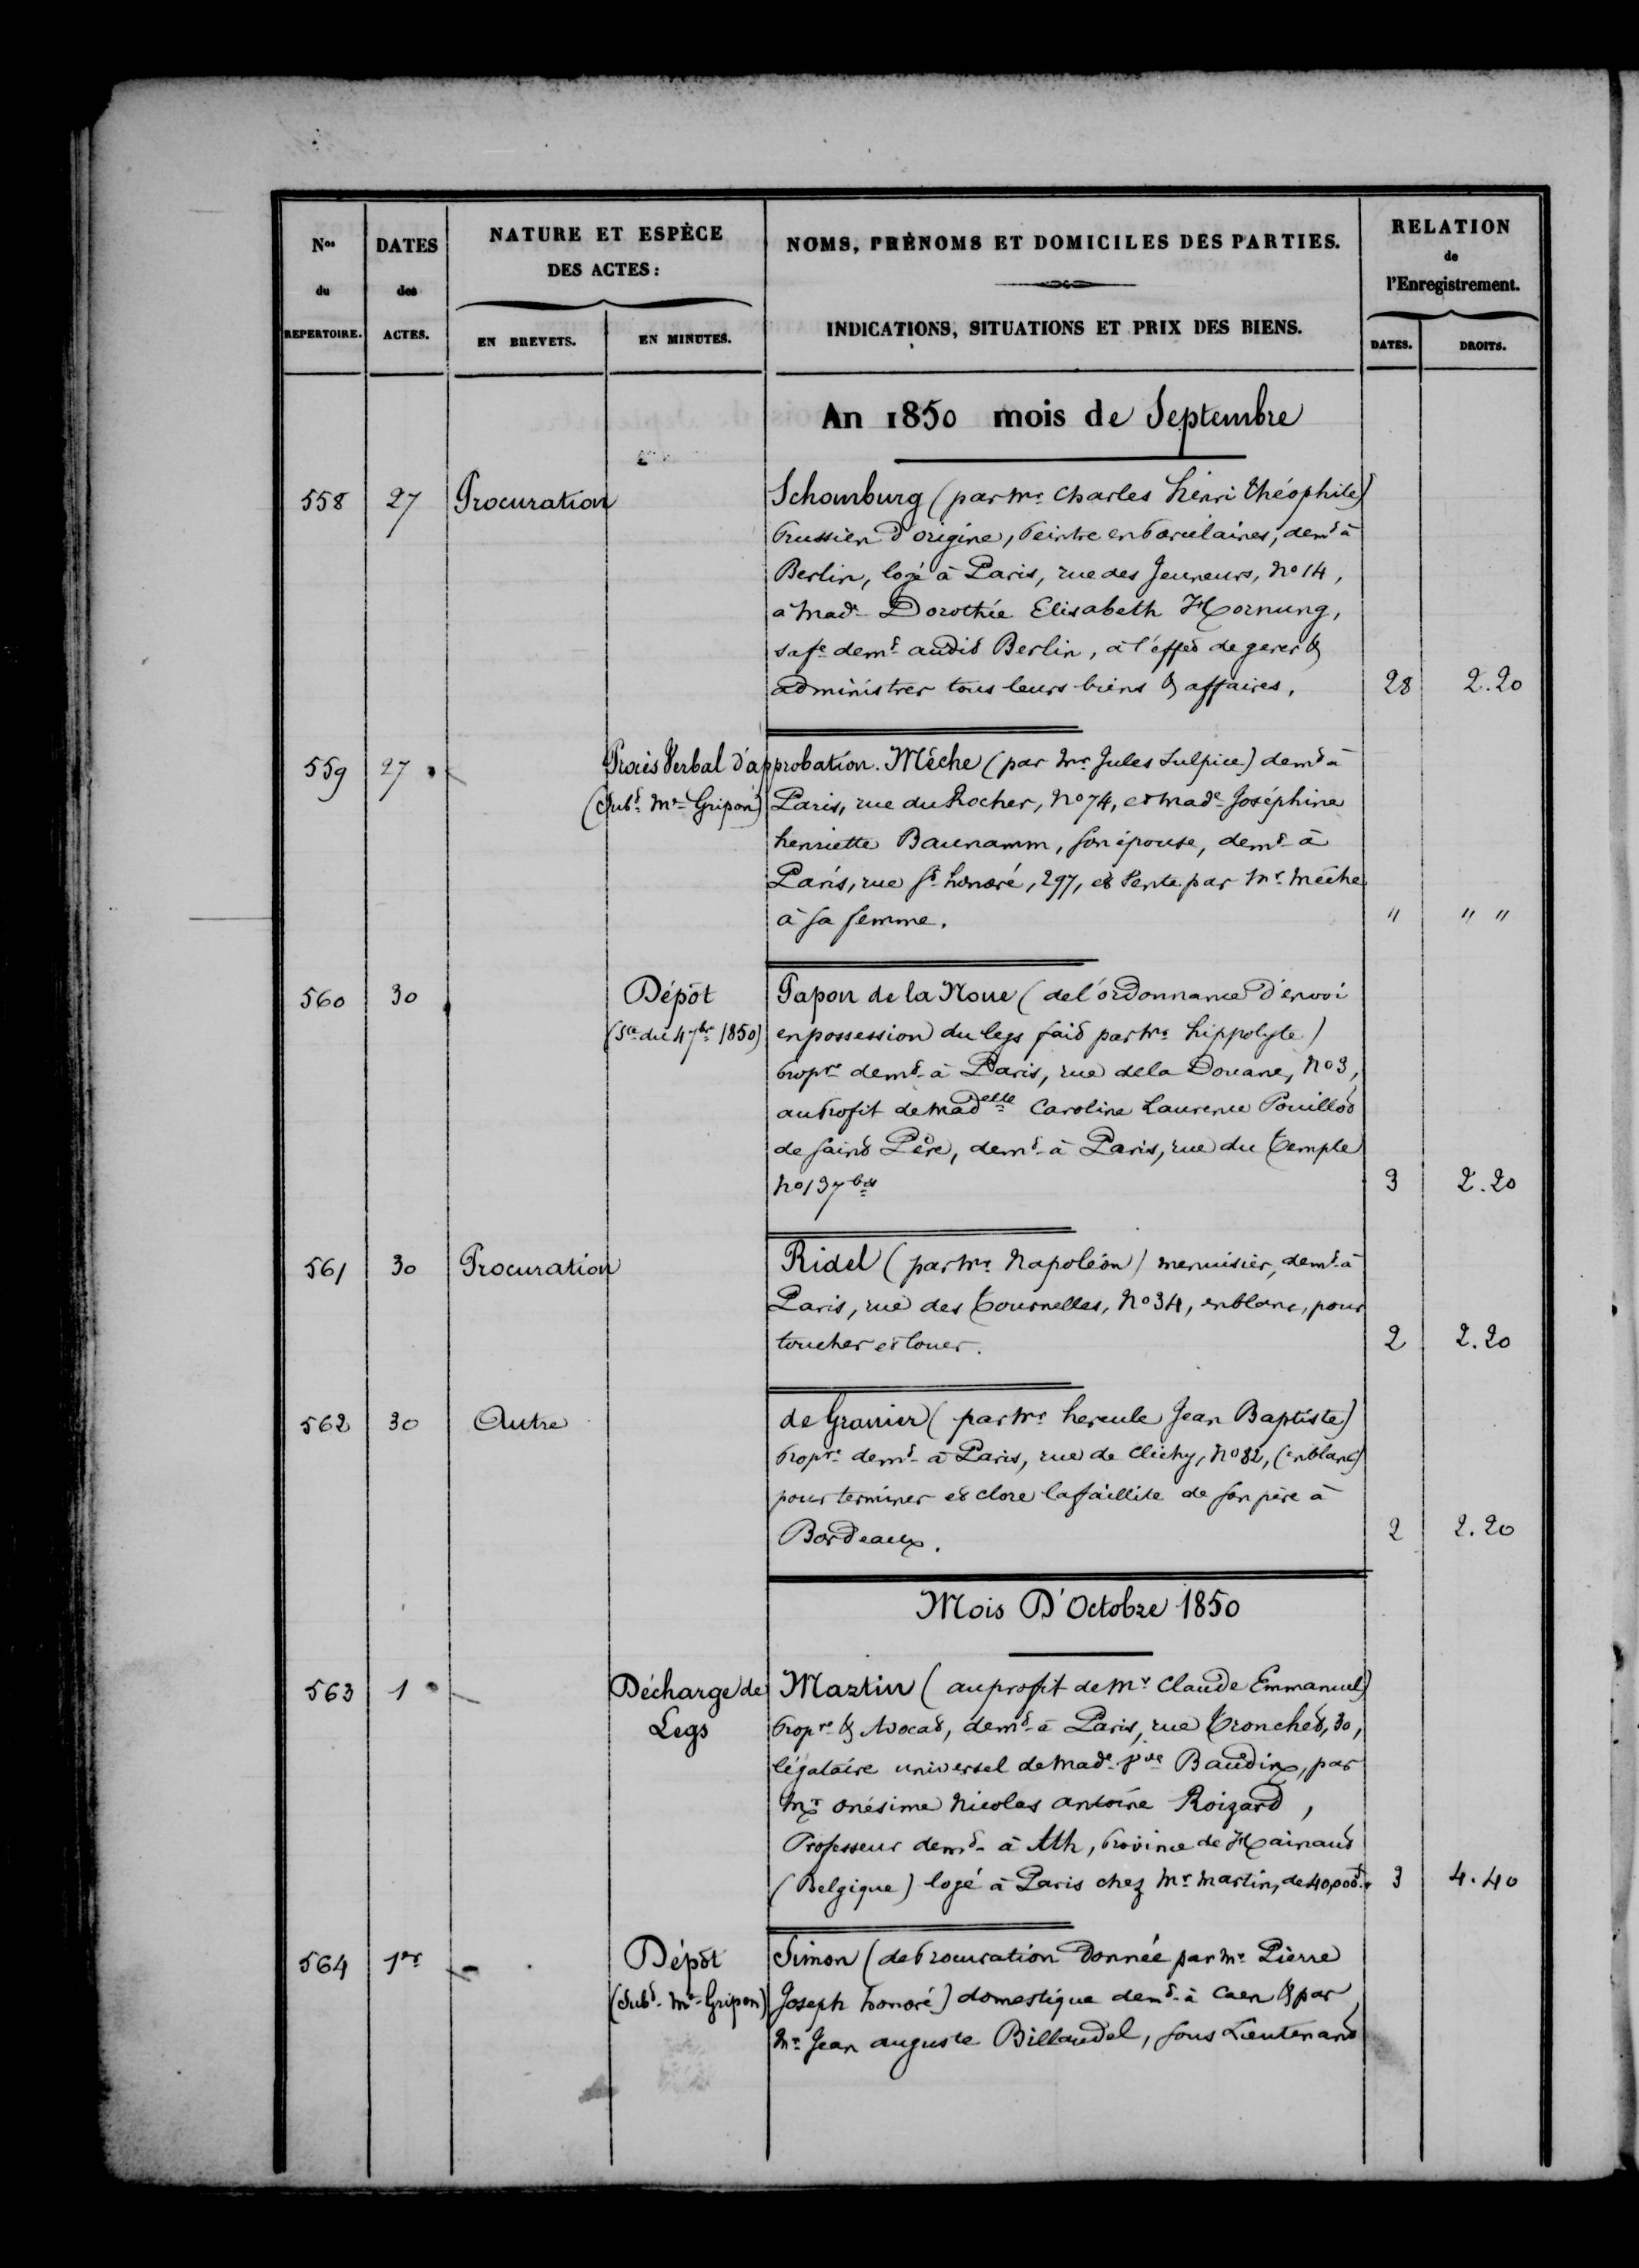 Nos du REPERTOIRE.
DATES des ACTES.
NATURE ET ESPÈCE DES ACTES:
EN BREVETS.
EN MINUTES.
NOMS, PRÉNOMS ET DOMICILES DES PARTIES.
INDICATIONS, SITUATIONS ET PRIX DES BIENS.
RELATION de l'Enregistrement.
DATES.
DROITS.
An 1850 mois de Septembre
558 27 Procuration Schomburg (par Mr. Charles henri théophile)
Prussien d'origine, Peintre en Porcelaines, demt à
Berlin, logé à Paris, rue des Jeuneurs, No 14,
à Made Dorothée Elisabeth Hornung,
sa fe demt audit Berlin, à l'effet de gerer &
administrer tous leurs biens & affaires. 28 2.20
559 27 Procès Verbal d'approbation. Mêche (par Mr Jules Sulpice) demt à
(Subt Mr Gripon) Paris, rue du Rocher, No 74, et made Joséphine
henriette Baunamm, son épouse, demt à
Paris, rue St honoré, 297, et Vente par Mr Mêche
à sa femme. " " "
560 30 Dépôt Papon de la Noue (de l'ordonnance d'envoi
(Sce du 4 7bre 1850) en possession du legs fait par Mr hippolyte)
Propre demt à Paris, rue de la Douane, No 3,
au Profit de Madelle Caroline Laurence Pouillot
de saint Père, demt à Paris, rue du Temple
No 137 bis 3 2.20
561 30 Procuration Ridel (par Mr Napoléon) menuisier, demt à
Paris, rue des Tournelles, No 34, en blanc, pour
toucher et louer. 2 2.20
562 30 Autre de Granier (par Mr hercule Jean Baptiste)
Propre demt à Paris, rue de Clichy, No 82, (en blanc)
pour terminer et clore la faillite de son père à
Bordeaux. 2 2.20
Mois D'Octobre 1850
563 1 Décharge de Martin (au profit de Mr Claude Emmanuel)
Legs Propre & Avocat, demt à Paris, rue Tronchet, 30,
légataire universel de Made Vve Baudin, par
Mr onésime Nicolas antoine Roizard,
Professeur demt à Ath, Province de Hainaut
(Belgique) logé à Paris chez Mr Martin, de 40,000f. 3 4.40
564 1er Dépôt Simon (de Procuration donnée par Mr Pierre
(Subt Mr Gripon) Joseph honoré) domestique demt à Caen & par
Mr Jean auguste Billaudel, sous Lieutenant